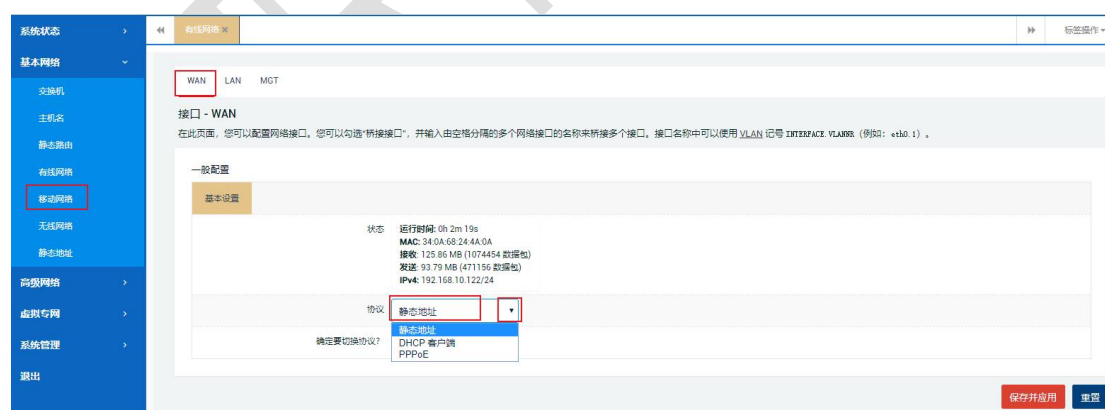 系统状态
基本网络
交换机
主机名
静态路由
有线网络
移动网络
无线网络
静态地址
高级网络
虚拟专网
系统管理
退出
有线网络
标签操作
WAN LAN MGT
接口 - WAN
在此页面，您可以配置网络接口。您可以勾选“桥接接口”，并输入由空格分隔的多个网络接口的名称来桥接多个接口。接口名称中可以使用 VLAN 记号 INTERFACE.VLANNR（例如：eth0.1）。
一般配置
基本设置
状态 运行时间: 0h 2m 19s
MAC: 34:0A:68:24:4A:0A
接收: 125.86 MB (1074454 数据包)
发送: 93.79 MB (471156 数据包)
IPv4: 192.168.10.122/24
协议 静态地址
静态地址
确定要切换协议? DHCP 客户端
PPPoE
保存并应用 重置